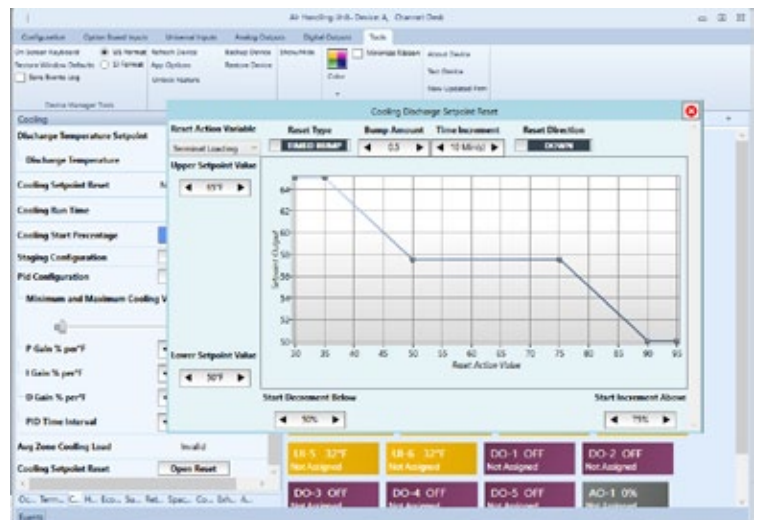 Air Handling Unit- Device A, Channel Desk
Configuration Option Board Inputs Universal Inputs Analog Outputs Digital Outputs Tools
On Screen Keyboard US Format Refresh Device Backup Device Show/Hide Minimize Ribbon About Device
Restore Window Defaults SI Format App Options Restore Device Color Test Device
Save Events Log Unlock Feature New Updated Firm
Device Manager Tools
Cooling
Cooling Discharge Setpoint Reset
Discharge Temperature Setpoint
Reset Action Variable Reset Type Bump Amount Time Increment Reset Direction
Terminal Loading TIMED BUMP 0.5 10 Min(s) DOWN
Discharge Temperature
Upper Setpoint Value
65°F
Cooling Setpoint Reset
Cooling Run Time
Cooling Start Percentage
Staging Configuration
Pid Configuration
Minimum and Maximum Cooling V
P Gain % per°F
I Gain % per°F
D Gain % per°F
PID Time Interval
Lower Setpoint Value
50°F
Setpoint Output
64
62
60
58
56
54
52
50
30 35 40 45 50 55 60 65 70 75 80 85 90 95
Reset Action Value
Start Decrement Below Start Increment Above
50% 75%
Avg Zone Cooling Load Invalid
Cooling Setpoint Reset Open Reset
UI-5 32°F UI-6 32°F DO-1 OFF DO-2 OFF
Not Assigned Not Assigned Not Assigned Not Assigned
DO-3 OFF DO-4 OFF DO-5 OFF AO-1 0%
Oc... Term... C... H... Eco... Su... Ret... Spac... Co... Exh... A...
Events